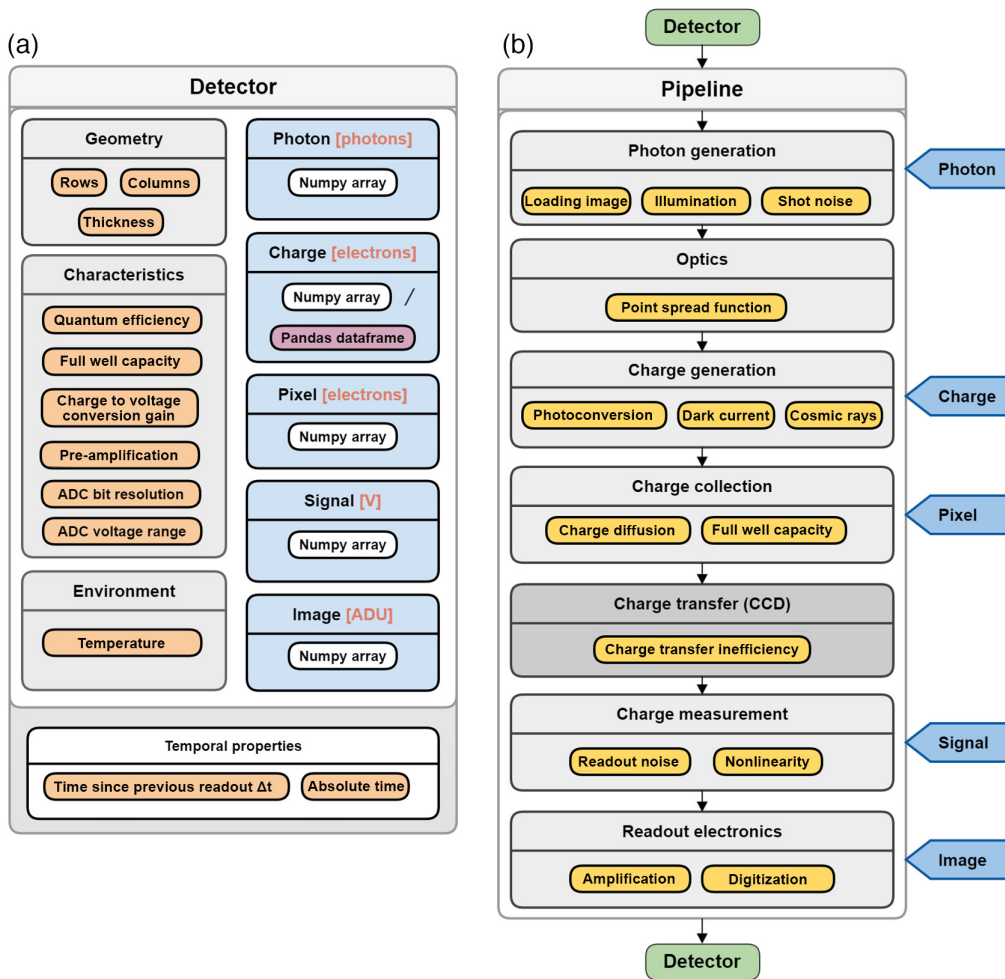 (a)
Detector
Geometry
Rows
Columns
Thickness
Characteristics
Quantum efficiency
Full well capacity
Charge to voltage
conversion gain
Pre-amplification
ADC bit resolution
ADC voltage range
Environment
Temperature
Photon [photons]
Numpy array
Charge [electrons]
Numpy array /
Pandas dataframe
Pixel [electrons]
Numpy array
Signal [V]
Numpy array
Image [ADU]
Numpy array
Temporal properties
Time since previous readout Δt
Absolute time
(b)
Detector
Pipeline
Photon generation
Loading image
Illumination
Shot noise
Photon
Optics
Point spread function
Charge generation
Photoconversion
Dark current
Cosmic rays
Charge
Charge collection
Charge diffusion
Full well capacity
Pixel
Charge transfer (CCD)
Charge transfer inefficiency
Charge measurement
Readout noise
Nonlinearity
Signal
Readout electronics
Amplification
Digitization
Image
Detector